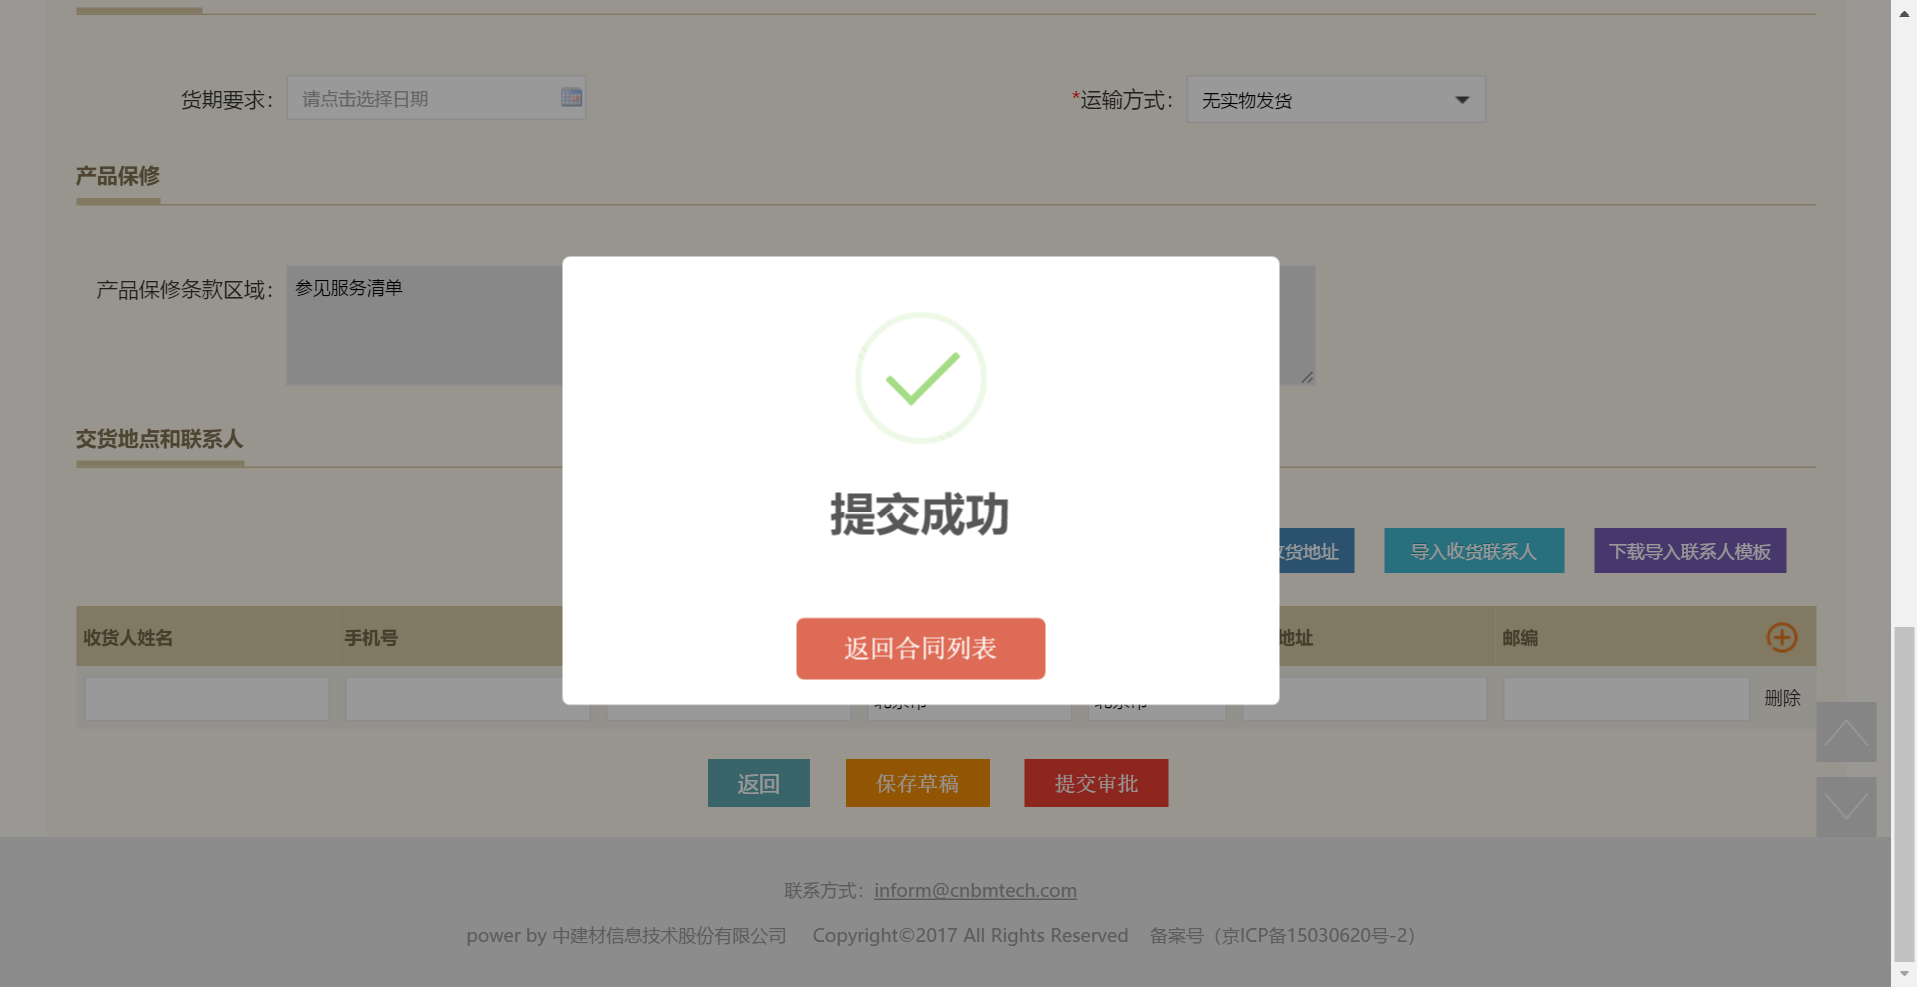 货期要求：
请点击选择日期
*运输方式：
无实物发货
产品保修
产品保修条款区域：
参见服务清单
交货地点和联系人
提交成功
货地址
导入收货联系人
下载导入联系人模板
收货人姓名
手机号
地址
邮编
返回合同列表
删除
返回
保存草稿
提交审批
联系方式：inform@cnbmtech.com
power by 中建材信息技术股份有限公司 Copyright©2017 All Rights Reserved 备案号（京ICP备15030620号-2）